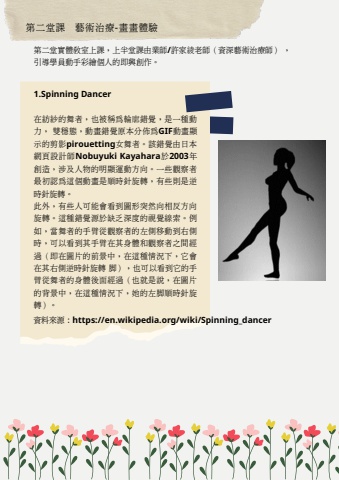 第二堂課　藝術治療-畫畫體驗
第二堂實體教室上課，上半堂課由業師/許家綾老師（資深藝術治療師），
引導學員動手彩繪個人的即興創作。
1.Spinning Dancer
在紡紗的舞者，也被稱爲輪廓錯覺，是一種動
力， 雙穩態，動畫錯覺原本分佈爲GIF動畫顯
示的剪影pirouetting女舞者。該錯覺由日本
網頁設計師Nobuyuki Kayahara於2003年
創造，涉及人物的明顯運動方向。一些觀察者
最初認爲這個動畫是順時針旋轉，有些則是逆
時針旋轉。
此外，有些人可能會看到圖形突然向相反方向
旋轉。這種錯覺源於缺乏深度的視覺線索。例
如，當舞者的手臂從觀察者的左側移動到右側
時，可以看到其手臂在其身體和觀察者之間經
過（即在圖片的前景中，在這種情況下，它會
在其右側逆時針旋轉 腳），也可以看到它的手
臂從舞者的身體後面經過（也就是說，在圖片
的背景中，在這種情況下，她的左腳順時針旋
轉）。
資料來源：https://en.wikipedia.org/wiki/Spinning_dancer